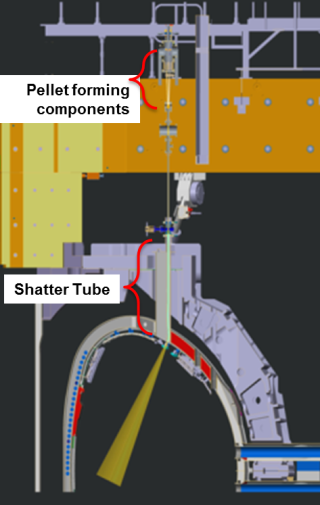 Pellet forming
components
Shatter Tube